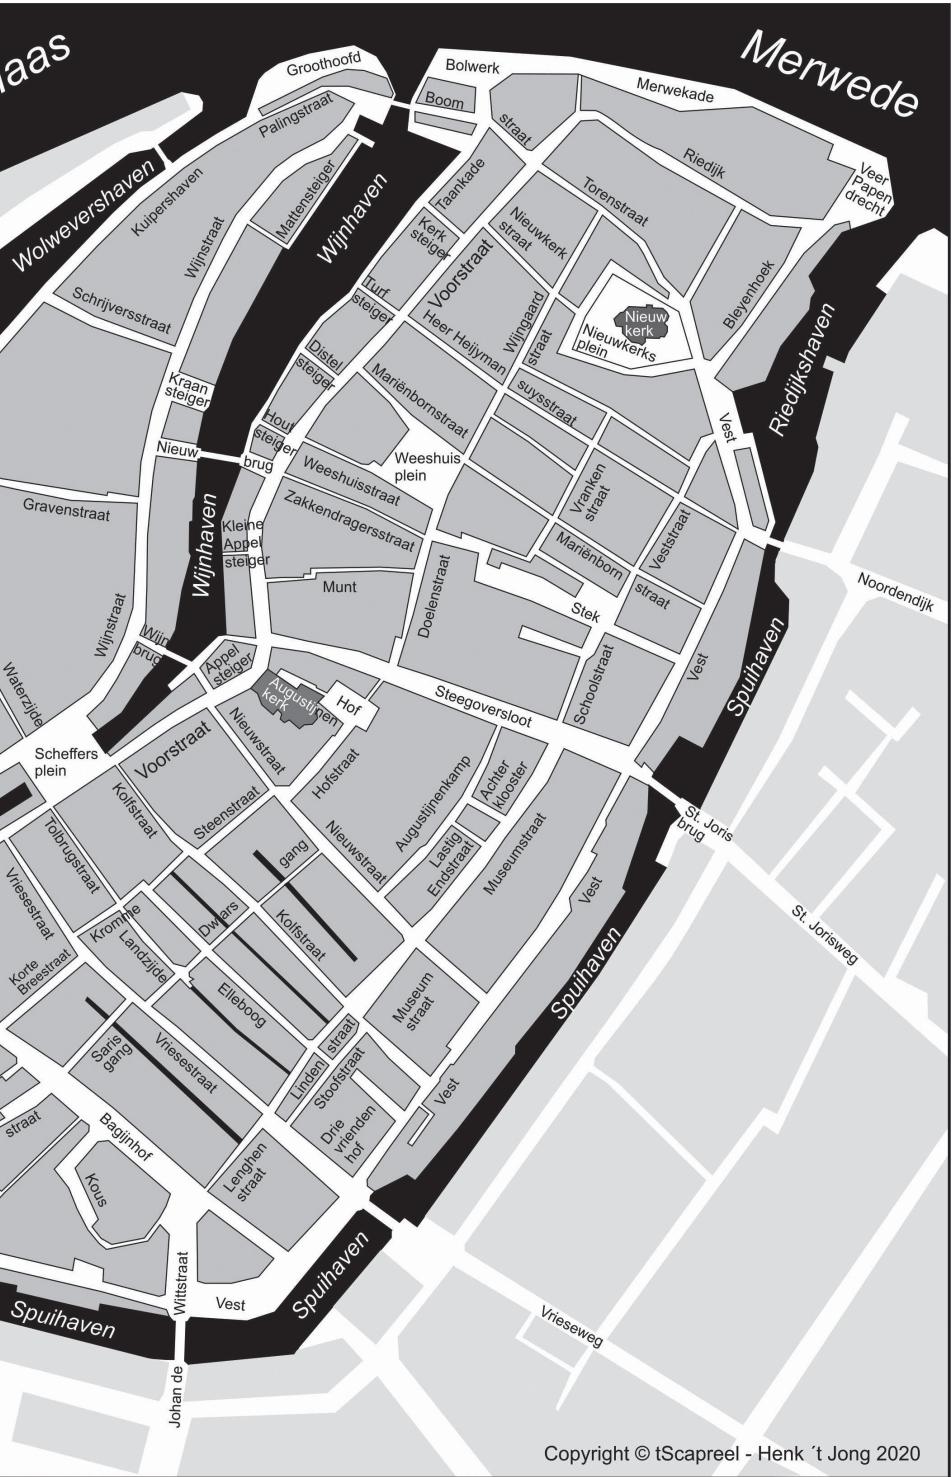 laas
Merwede
Groothoofd
Bolwerk
Merwekade
Boom
straat
Palingstraat
Riedijk
Veer
Papen
drecht
Wolwevershaven
Kuipershaven
Mattensteiger
Wijnhaven
Taankade
Torenstraat
Wijnstraat
Kerk
steiger
Nieuwkerk
straat
Voorstraat
Bleyenhoek
Schrijversstraat
Turf
steiger
Heer Heijyman
Wijngaard
straat
Nieuw
kerk
Nieuwkerks
plein
suysstraat
Riedijkshaven
Kraan
steiger
Distel
steiger
Mariënbornstraat
Vest
Hout
steiger
Nieuw
brug
Weeshuis
plein
Weeshuisstraat
Vranken
straat
Gravenstraat
Zakkendragersstraat
Veststraat
Wijnhaven
Kleine
Appel
steiger
Mariënborn
straat
Munt
Doelenstraat
Stek
Noordendijk
Wijnstraat
Wijn
brug
Appel
steiger
Schoolstraat
Vest
Spuihaven
Waterzijde
Augustijnen
kerk
Hof
Steegoversloot
Scheffers
plein
Voorstraat
Nieuwstraat
Hofstraat
Kolfstraat
Steenstraat
Augustijnenkamp
Achter
klooster
St. Joris
brug
Tolbrugstraat
gang
Nieuwstraat
Lastig
Endstraat
Museumstraat
Vest
Vriesestraat
Kromme
Dwars
Kolfstraat
St. Jorisweg
Landzijde
Korte
Breestraat
Elleboog
Museum
straat
Spuihaven
Saris
gang
Vriesestraat
Linden
straat
Stoofstraat
Vest
straat
Bagijnhof
Drie
vrienden
hof
Lenghen
straat
Kous
Wittstraat
Johan de
Vest
Spuihaven
Spuihaven
Vrieseweg
Copyright © tScapreel - Henk ´t Jong 2020